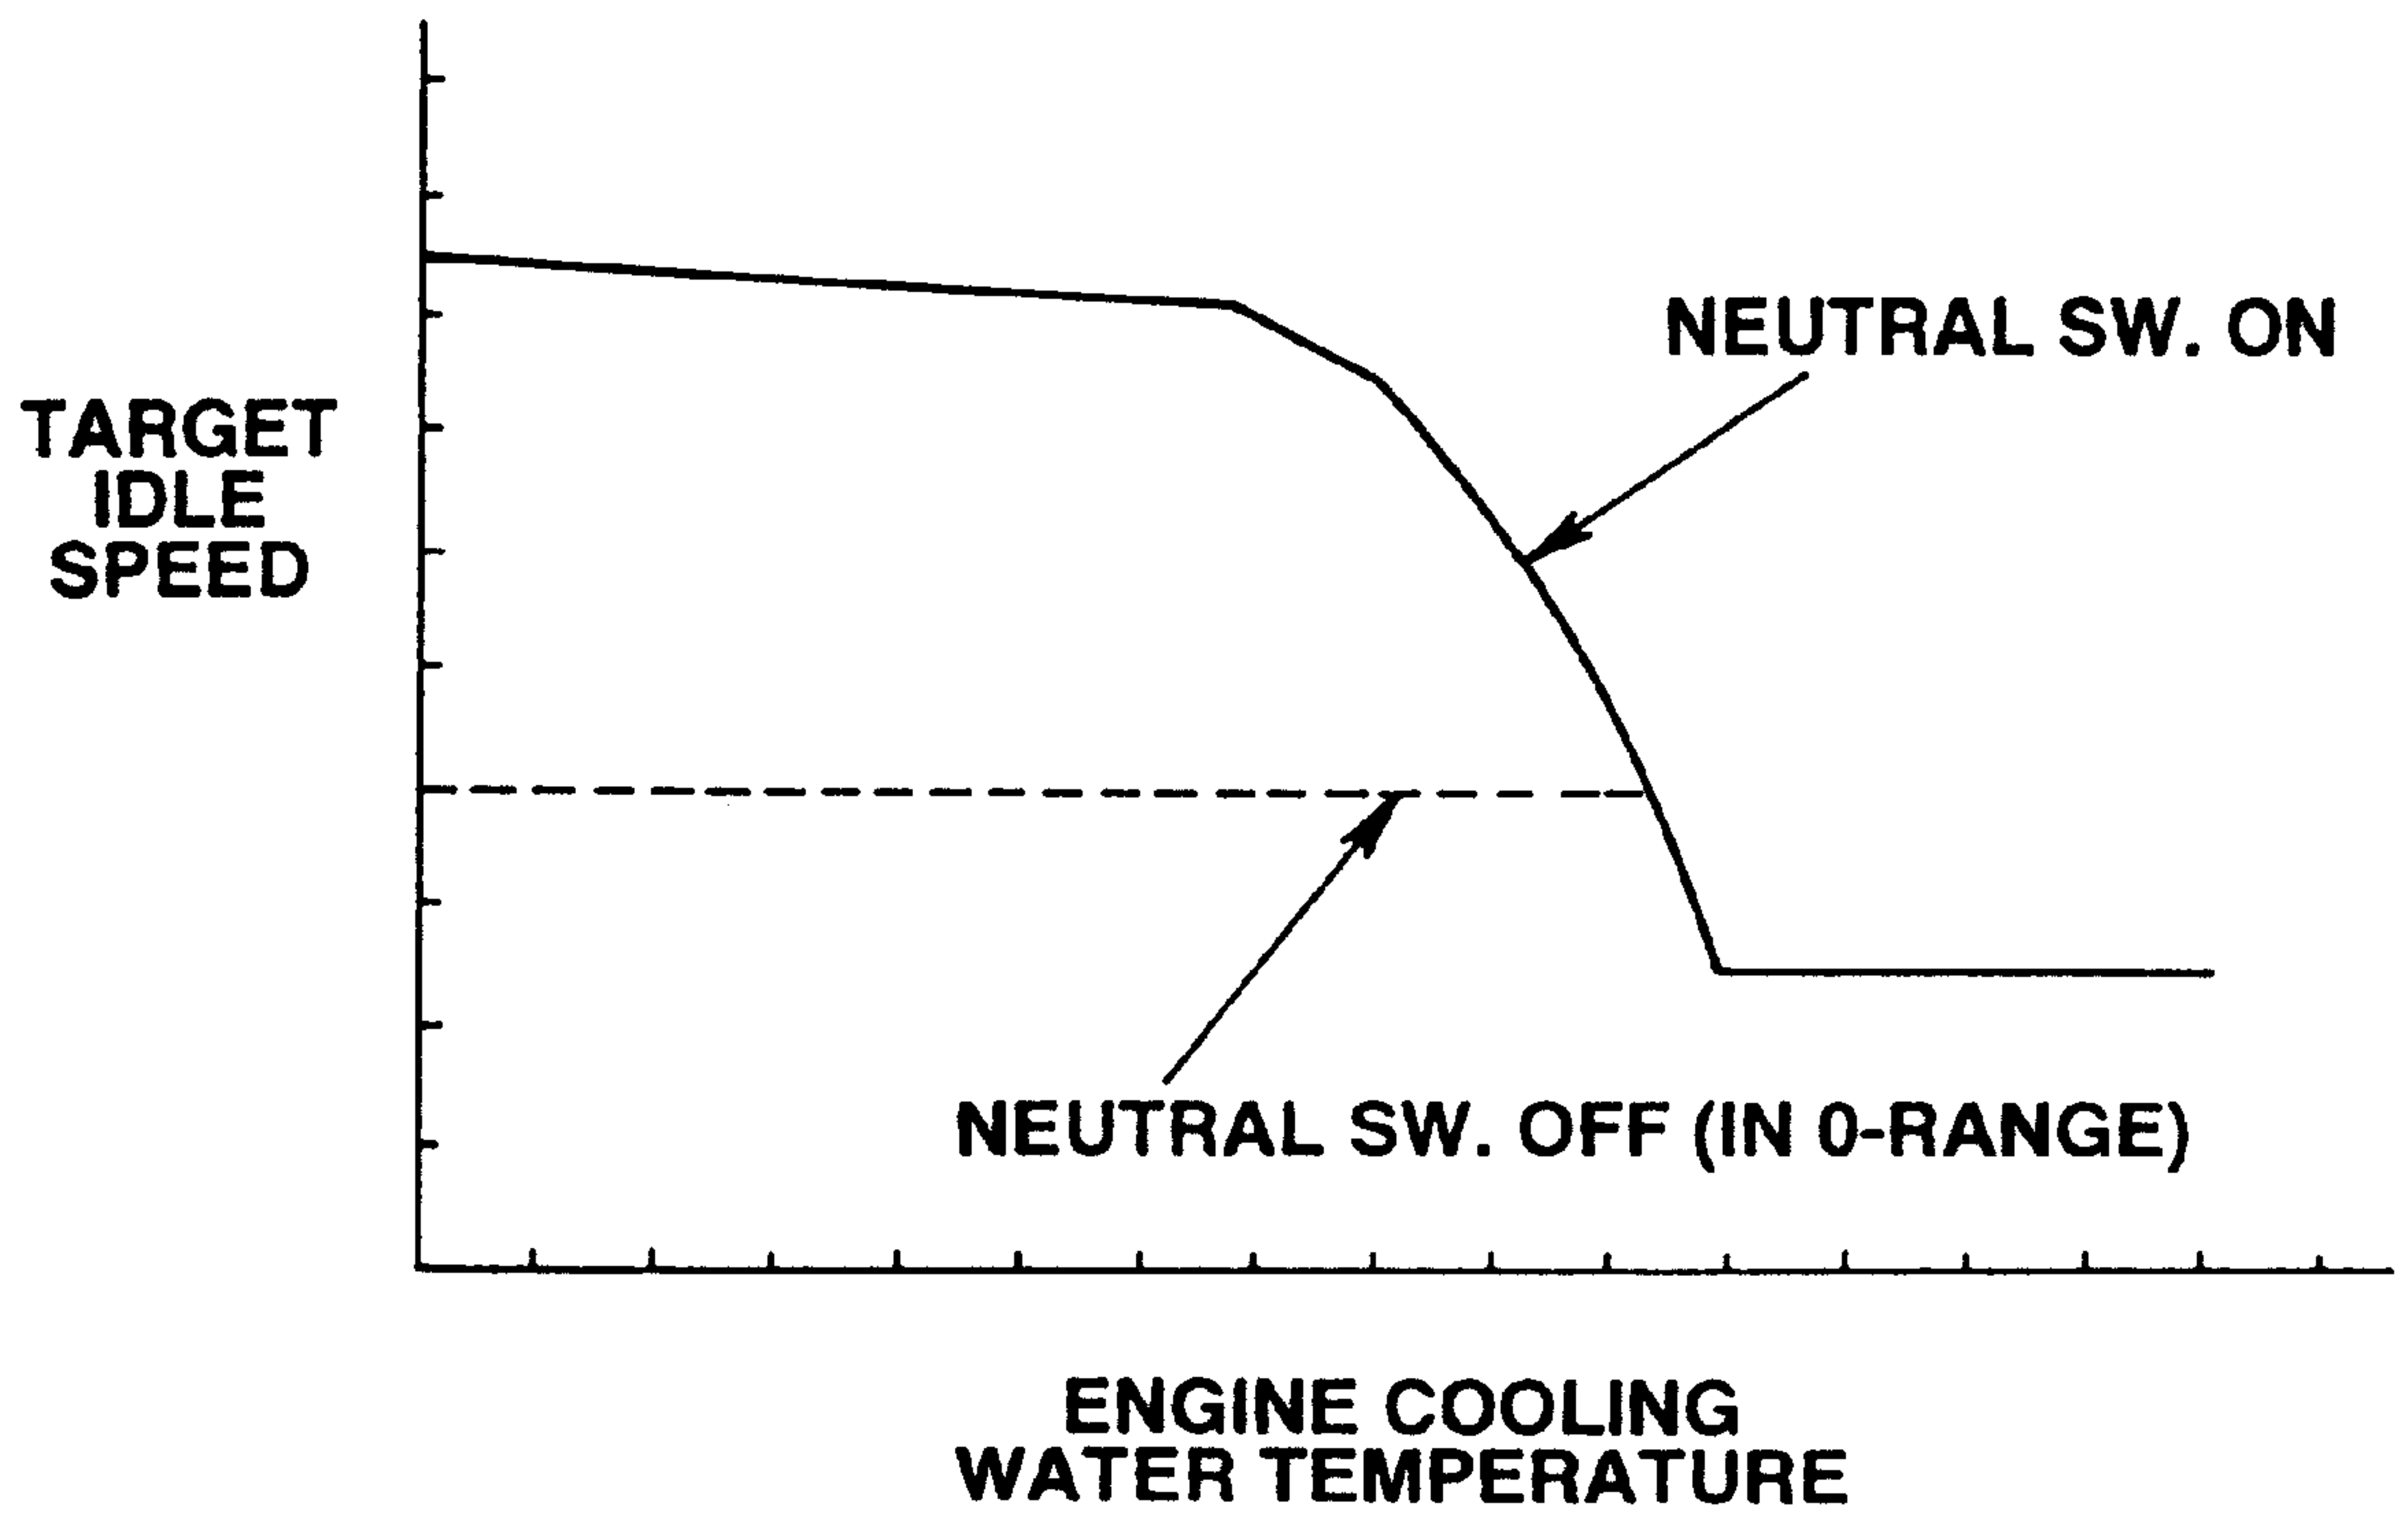 NEUTRAL SW. ON
TARGET
IDLE
SPEED
NEUTRAL SW. OFF (IN 0-RANGE)
ENGINE COOLING
WATER TEMPERATURE